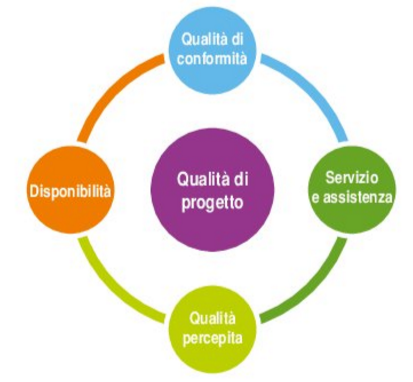 Qualità di
conformità
Disponibilità
Qualità di
progetto
Servizio
e assistenza
Qualità
percepita